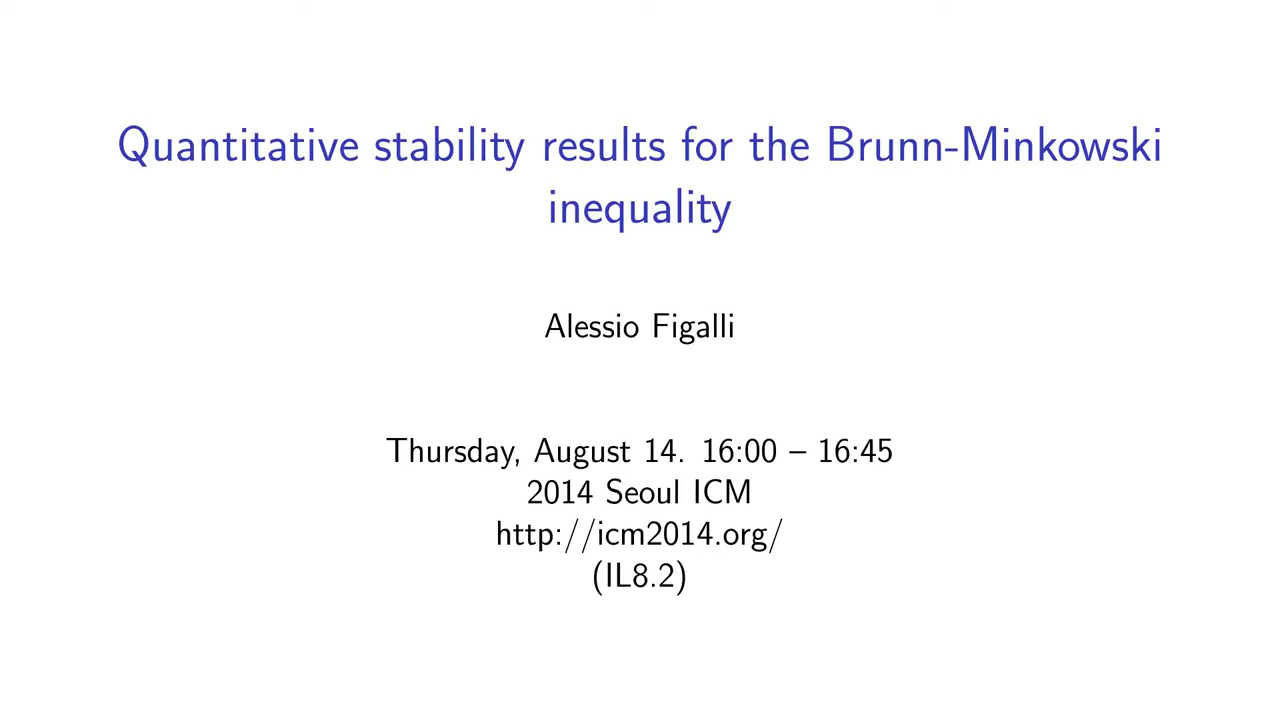 Quantitative stability results for the Brunn-Minkowski
inequality
Alessio Figalli
Thursday, August 14. 16:00 – 16:45
2014 Seoul ICM
http://icm2014.org/
(IL8.2)